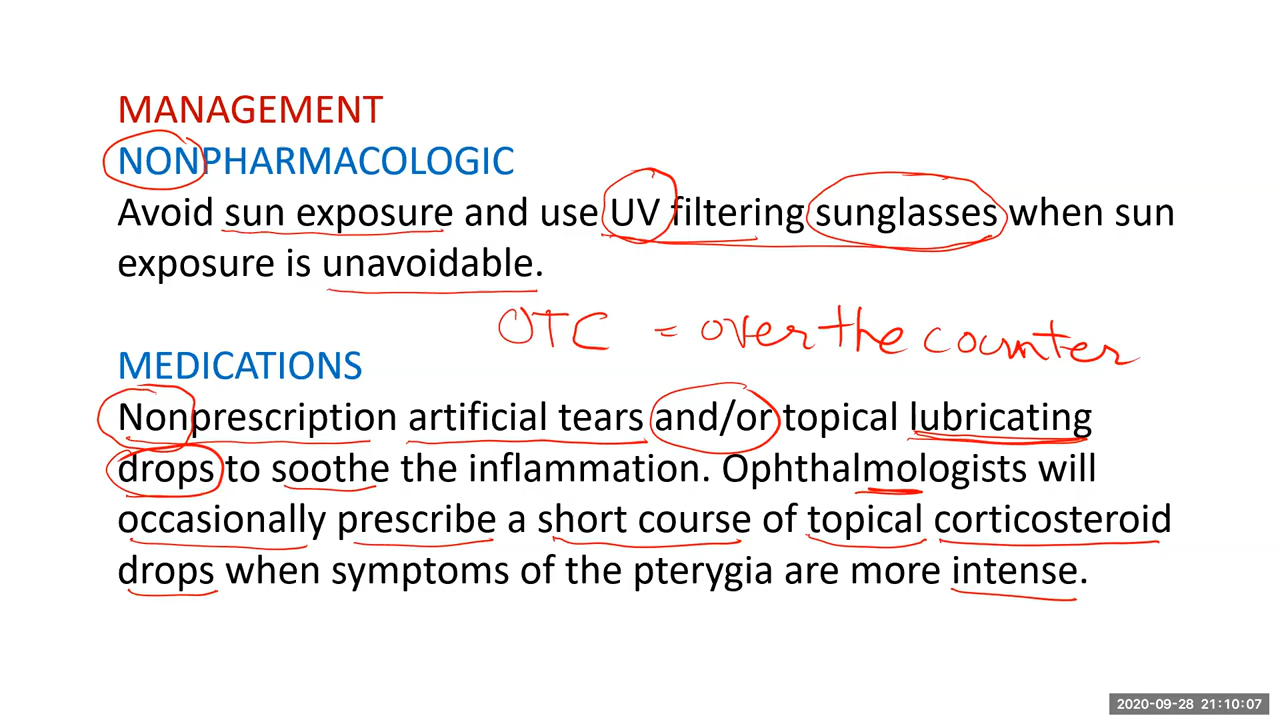 MANAGEMENT
NONPHARMACOLOGIC
Avoid sun exposure and use UV filtering sunglasses when sun
exposure is unavoidable.
OTC = over the counter
MEDICATIONS
Nonprescription artificial tears and/or topical lubricating
drops to soothe the inflammation. Ophthalmologists will
occasionally prescribe a short course of topical corticosteroid
drops when symptoms of the pterygia are more intense.
2020-09-28 21:10:07